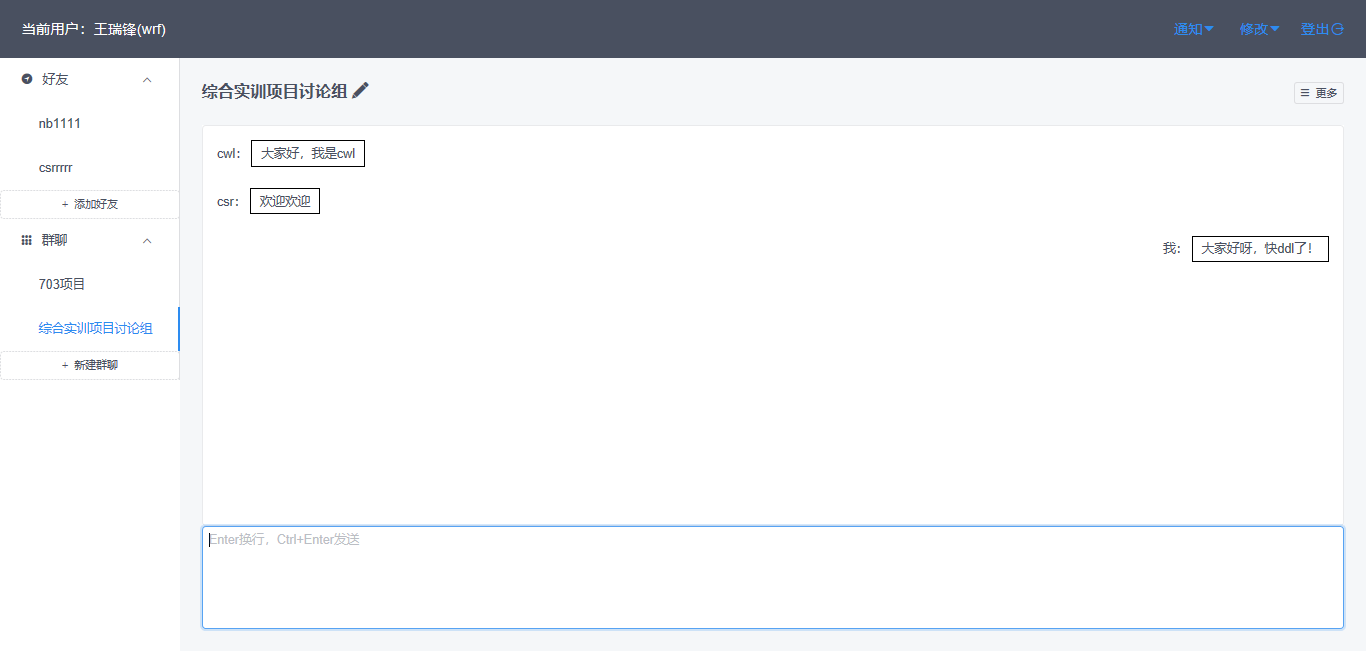 当前用户：王瑞锋(wrf)
通知
修改
登出
好友
nb1111
csrrrrr
+ 添加好友
群聊
703项目
综合实训项目讨论组
+ 新建群聊
综合实训项目讨论组
更多
cwl： 大家好，我是cwl
csr： 欢迎欢迎
我： 大家好呀，快ddl了！
Enter换行，Ctrl+Enter发送